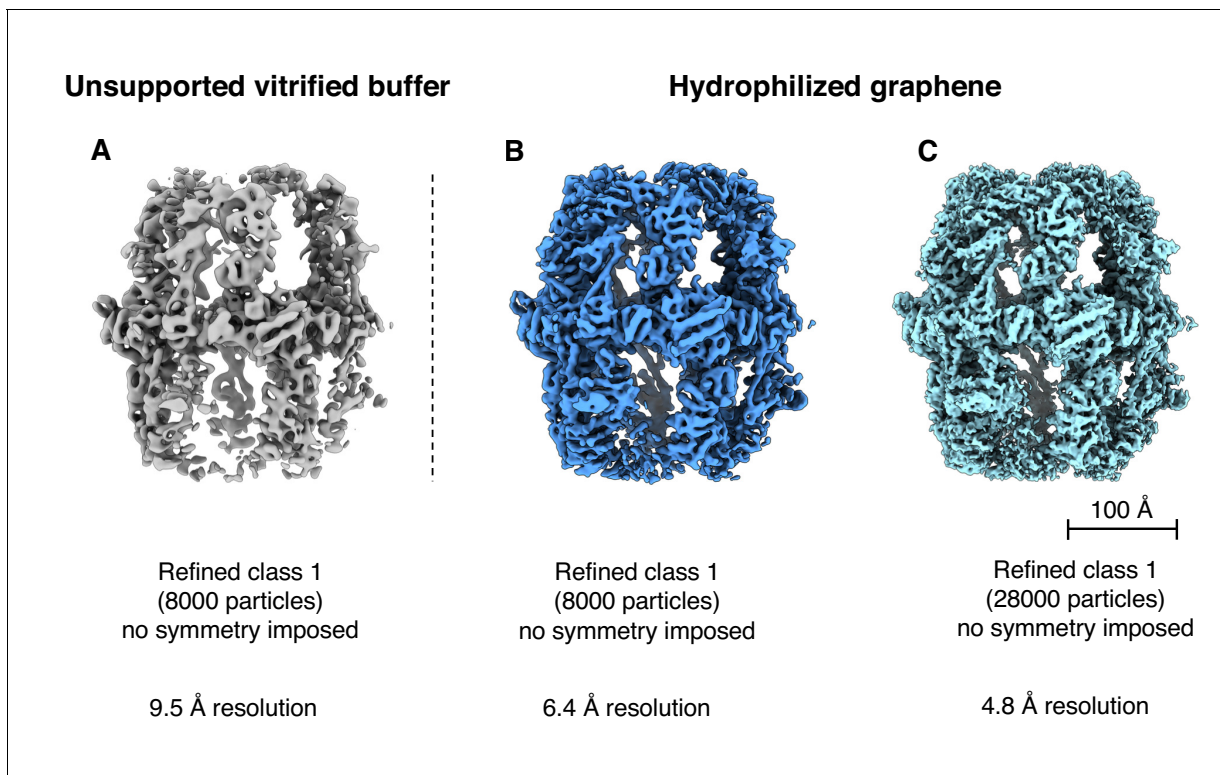 Unsupported vitrified buffer
Hydrophilized graphene
A
B
C
100 Å
Refined class 1
(8000 particles)
no symmetry imposed
Refined class 1
(8000 particles)
no symmetry imposed
Refined class 1
(28000 particles)
no symmetry imposed
9.5 Å resolution
6.4 Å resolution
4.8 Å resolution